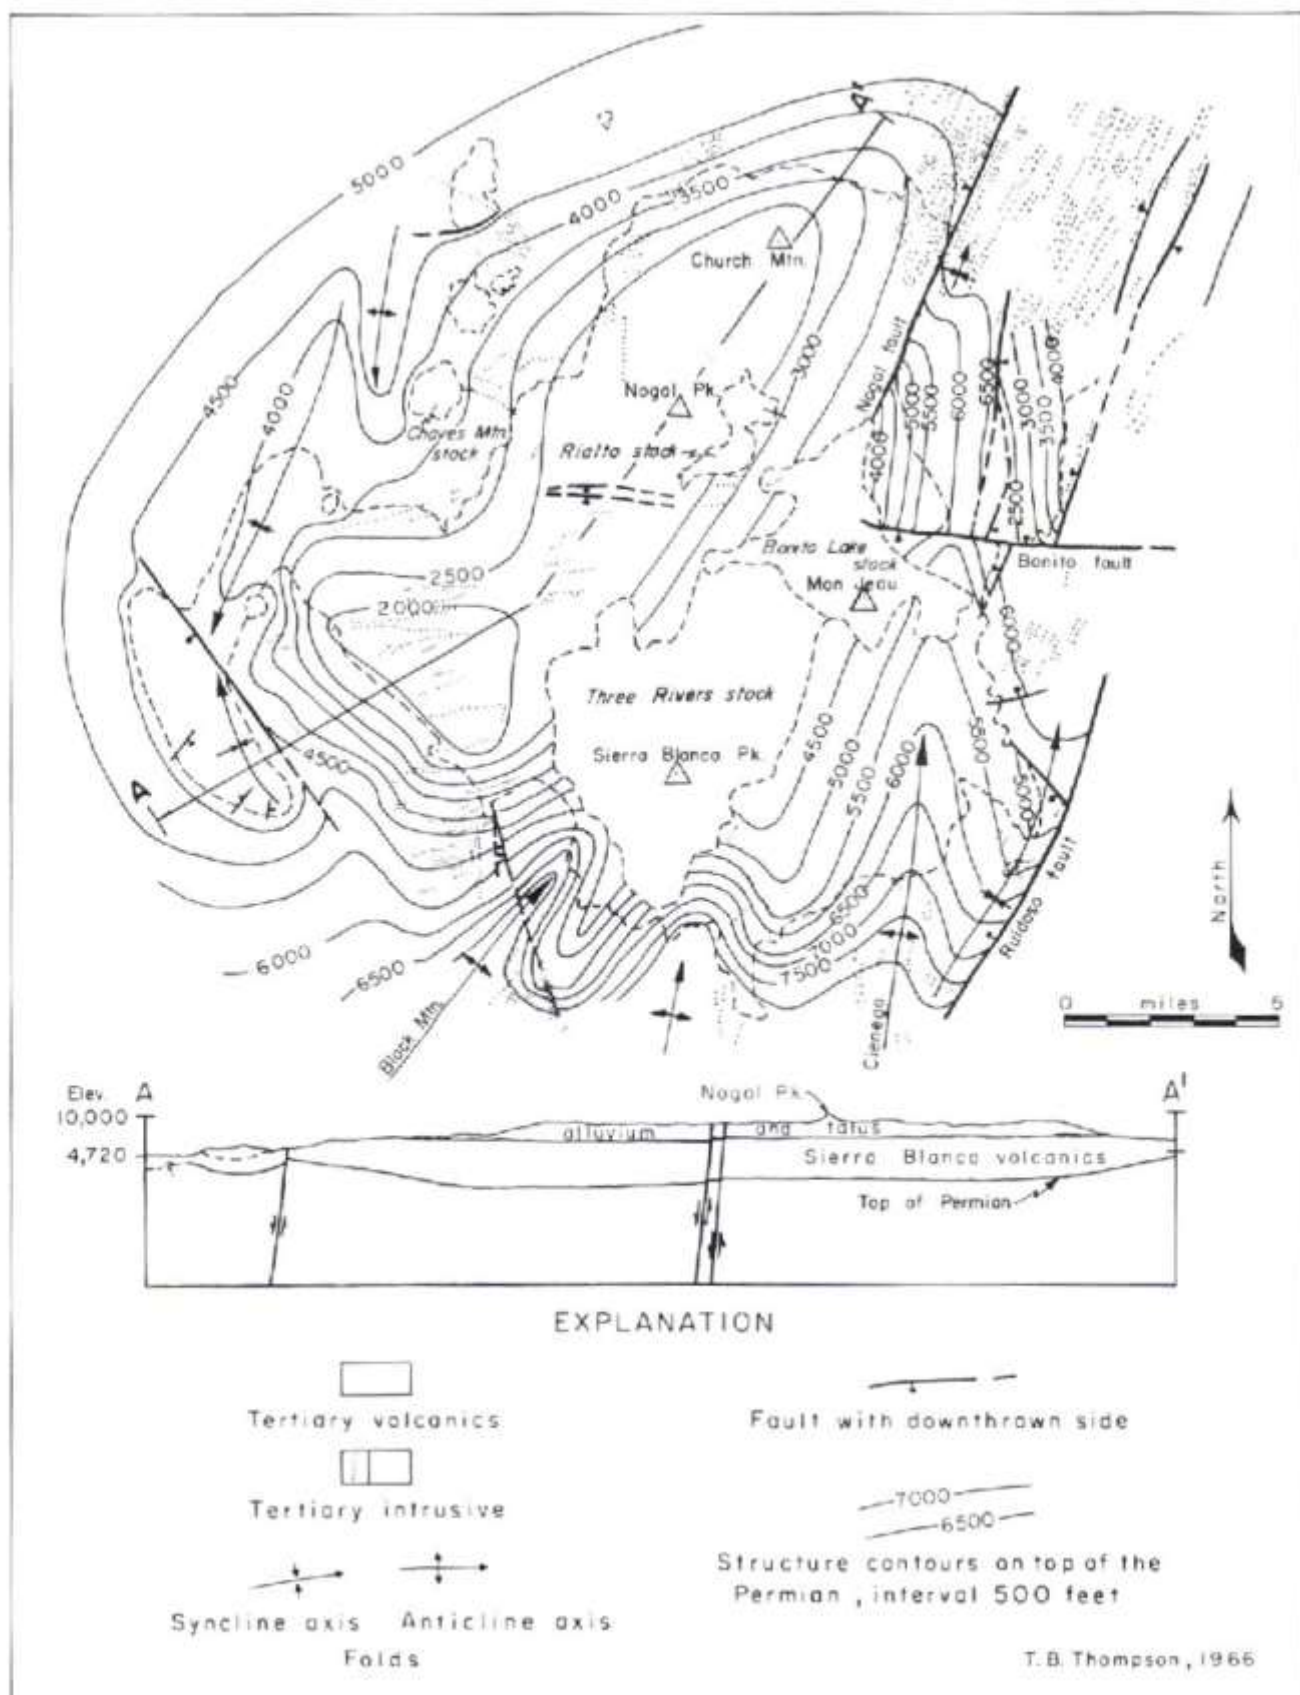 A'
5000
4000
3500
Church Mtn.
3000
4500
4000
Nogal fault
5000
5500
6000
6500
4000
3000
3500
4000
2500
Nogal Pk.
Chaves Mtn.
stock
Rialto stock
Bonito Lake
stock
Mon Jeau
Bonito fault
2500
2000
6000
Three Rivers stock
Sierra Blanca Pk.
4500
5000
5500
6000
5500
5000
4500
A
6500
7000
7500
Ruidoso fault
6000
6500
Black Mtn.
Cienega
North
0 miles 5
Elev. A
10,000
4,720
Nogal Pk.
A'
alluvium and talus
Sierra Blanca volcanics
Top of Permian
EXPLANATION
Tertiary volcanics
Tertiary intrusive
Syncline axis Anticline axis
Folds
Fault with downthrown side
7000
6500
Structure contours on top of the
Permian, interval 500 feet
T. B. Thompson, 1966